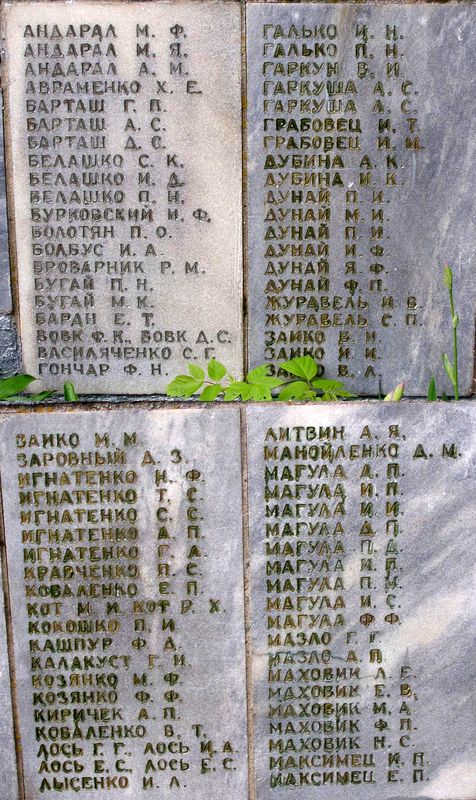 АНДАРАЛ М. Ф.
АНДАРАЛ М. Я.
АНДАРАЛ А. М.
АВРАМЕНКО Х. Е.
БАРТАШ Г. П.
БАРТАШ А. С.
БАРТАШ Д. С.
БЕЛАШКО С. К.
БЕЛАШКО И. Д.
БЕЛАШКО П. Н.
БУРКОВСКИЙ И. Ф.
БОЛОТЯН П. О.
БОЛБУС И. А.
БРОВАРНИК Р. М.
БУГАЙ П. Н.
БУГАЙ М. К.
БАРАН Е. Т.
ВОВК Ф. К., ВОВК Д. С.
ВАСИЛЯЧЕНКО С. Г.
ГОНЧАР Ф. Н.
ГАЛЬКО И. Н.
ГАЛЬКО П. Н.
ГАРКУН В. И.
ГАРКУША А. С.
ГАРКУША Л. С.
ГРАБОВЕЦ И. Т.
ГРАБОВЕЦ И. М.
ДУБИНА А. К.
ДУБИНА И. К.
ДУНАЙ П. И.
ДУНАЙ М. И.
ДУНАЙ П. И.
ДУНАЙ И. Ф.
ДУНАЙ Я. Ф.
ДУНАЙ Ф. П.
ЖУРАВЕЛЬ И. В.
ЖУРАВЕЛЬ С. П.
ЗАИКО В. И.
ЗАИКО И. И.
ЗАИКО В. Л.
ЗАИКО М. М.
ЗАРОВНЫЙ Д. З.
ИГНАТЕНКО Н. Ф.
ИГНАТЕНКО Т. С.
ИГНАТЕНКО С. С.
ИГНАТЕНКО А. П.
ИГНАТЕНКО Г. А.
КРАВЧЕНКО П. С.
КОВАЛЕНКО Е. П.
КОТ М. И. КОТ Р. Х.
КОКОШКО П. И.
КАШПУР Ф. Д.
КАЛАКУСТ Г. И.
КОЗЯНКО М. Ф.
КОЗЯНКО Ф. Ф.
КИРИЧЕК А. П.
КОВАЛЕНКО В. Т.
ЛОСЬ Г. Г., ЛОСЬ И. А.
ЛОСЬ Е. С., ЛОСЬ Е. С.
ЛЫСЕНКО И. Л.
ЛИТВИН А. Я.
МАНОЙЛЕНКО Д. М.
МАГУЛА А. П.
МАГУЛА И. П.
МАГУЛА И. И.
МАГУЛА Д. П.
МАГУЛА П. Д.
МАГУЛА И. П.
МАГУЛА П. М.
МАГУЛА И. С.
МАГУЛА Ф. Ф.
МАЗЛО Г. Г.
МАЗЛО А. П.
МАХОВИК Л. Е.
МАХОВИК Е. В.
МАХОВИК М. А.
МАХОВИК Ф. П.
МАХОВИК Н. С.
МАКСИМЕЦ И. П.
МАКСИМЕЦ Е. П.